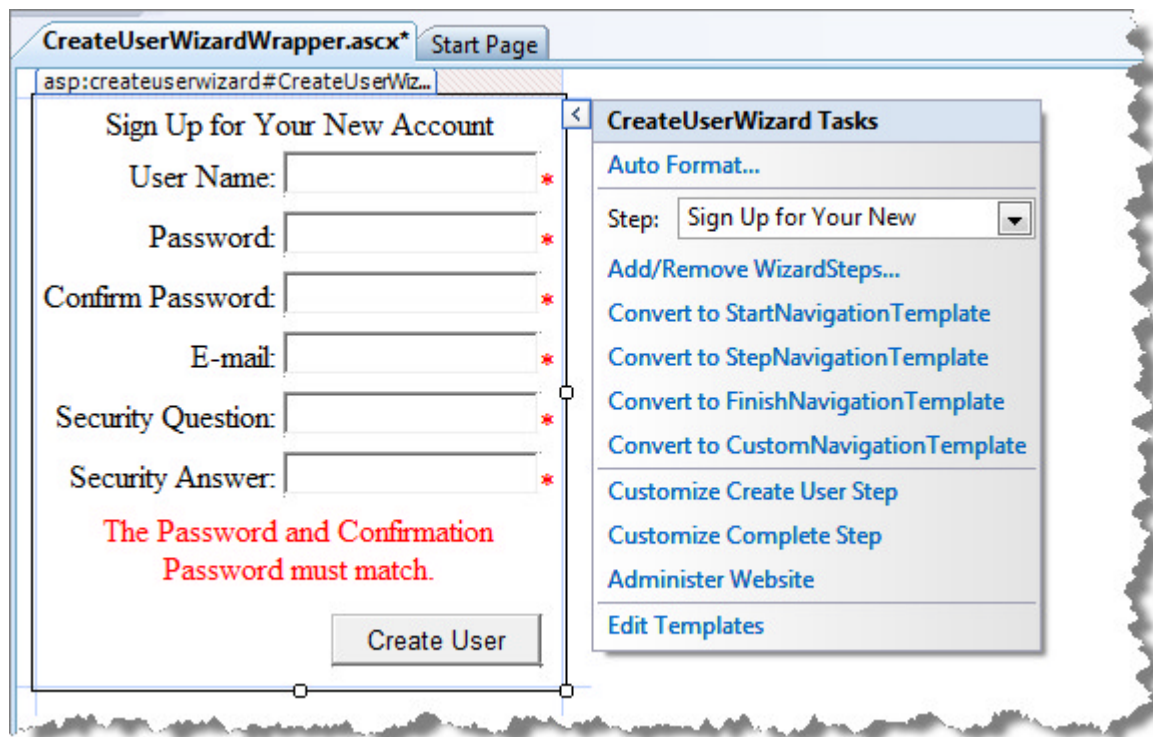 CreateUserWizardWrapper.ascx*
Start Page
asp:createuserwizard#CreateUserWiz...
Sign Up for Your New Account
User Name: *
Password: *
Confirm Password: *
E-mail: *
Security Question: *
Security Answer: *
The Password and Confirmation
Password must match.
Create User
<
CreateUserWizard Tasks
Auto Format...
Step: Sign Up for Your New
Add/Remove WizardSteps...
Convert to StartNavigationTemplate
Convert to StepNavigationTemplate
Convert to FinishNavigationTemplate
Convert to CustomNavigationTemplate
Customize Create User Step
Customize Complete Step
Administer Website
Edit Templates